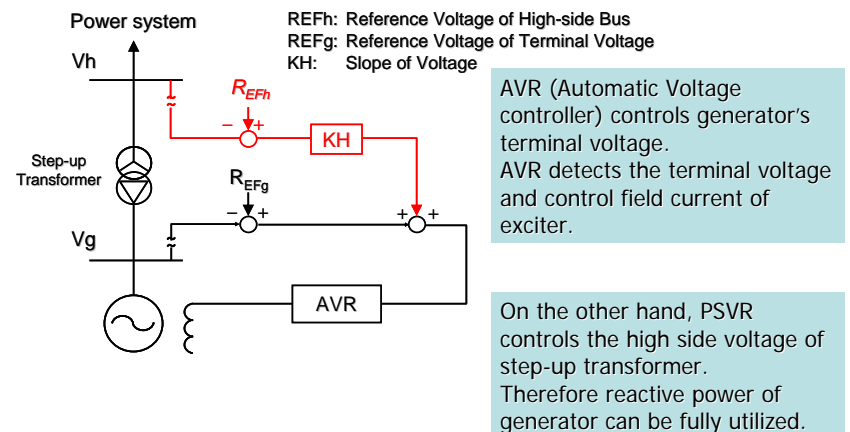 Power system
REFh: Reference Voltage of High-side Bus
REFg: Reference Voltage of Terminal Voltage
KH: Slope of Voltage
Vh
REFh
− +
KH
Step-up
Transformer
REFg
− +
+ +
Vg
AVR
AVR (Automatic Voltage
controller) controls generator's
terminal voltage.
AVR detects the terminal voltage
and control field current of
exciter.
On the other hand, PSVR
controls the high side voltage of
step-up transformer.
Therefore reactive power of
generator can be fully utilized.